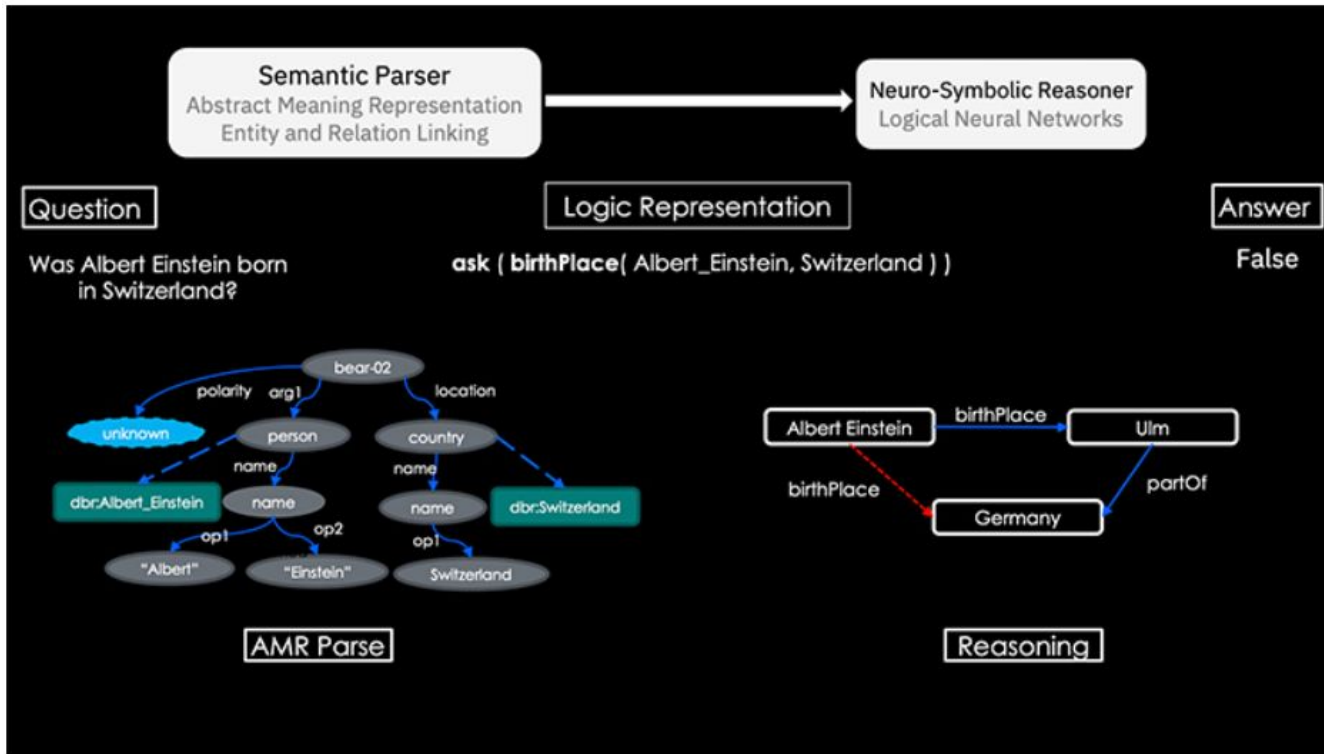 Semantic Parser
Abstract Meaning Representation
Entity and Relation Linking
Neuro-Symbolic Reasoner
Logical Neural Networks
Question
Logic Representation
Answer
Was Albert Einstein born
in Switzerland?
ask ( birthPlace( Albert_Einstein, Switzerland ) )
False
bear-02
polarity
arg1
location
unknown
person
country
name
name
dbr:Albert_Einstein
name
name
dbr:Switzerland
op1
op2
op1
"Albert"
"Einstein"
Switzerland
AMR Parse
Albert Einstein
birthPlace
Ulm
birthPlace
partOf
Germany
Reasoning